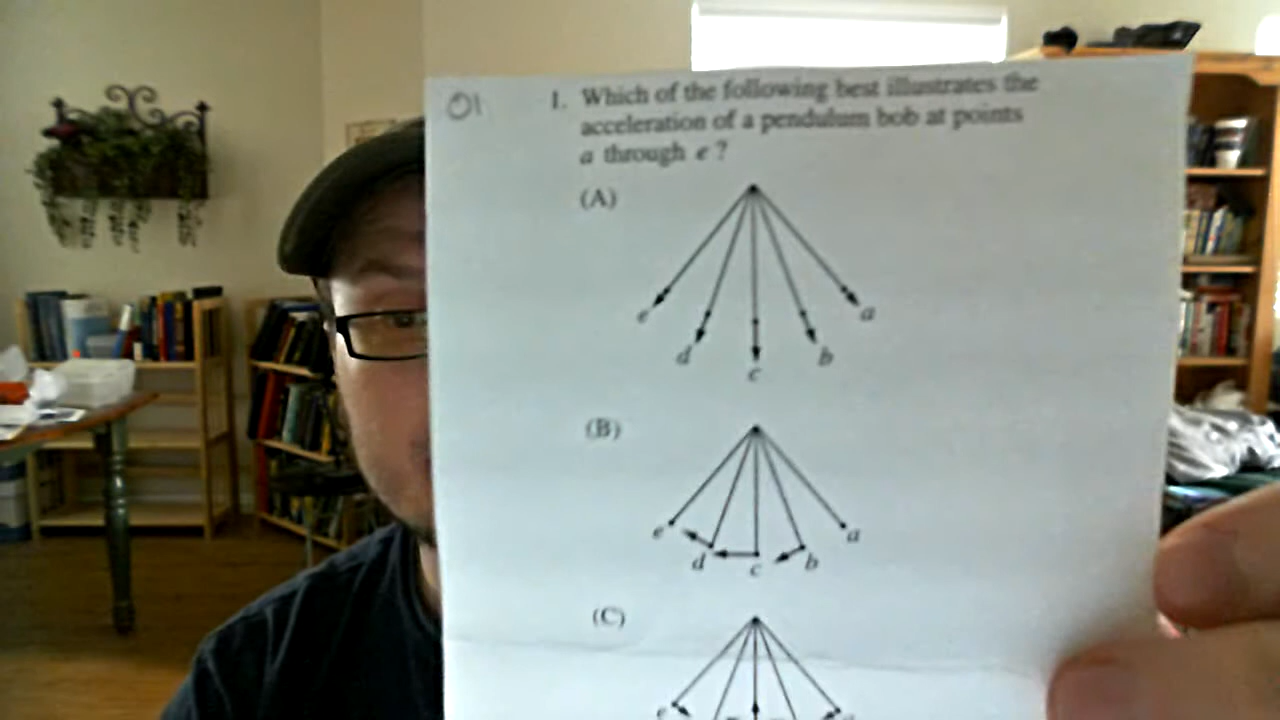 01
1. Which of the following best illustrates the
acceleration of a pendulum bob at points
a through e ?
(A)
e
d
c
b
a
(B)
e
d
c
b
a
(C)
e
a